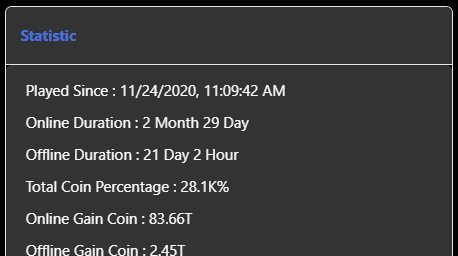 Statistic
Played Since : 11/24/2020, 11:09:42 AM
Online Duration : 2 Month 29 Day
Offline Duration : 21 Day 2 Hour
Total Coin Percentage : 28.1K%
Online Gain Coin : 83.66T
Offline Gain Coin : 2.45T